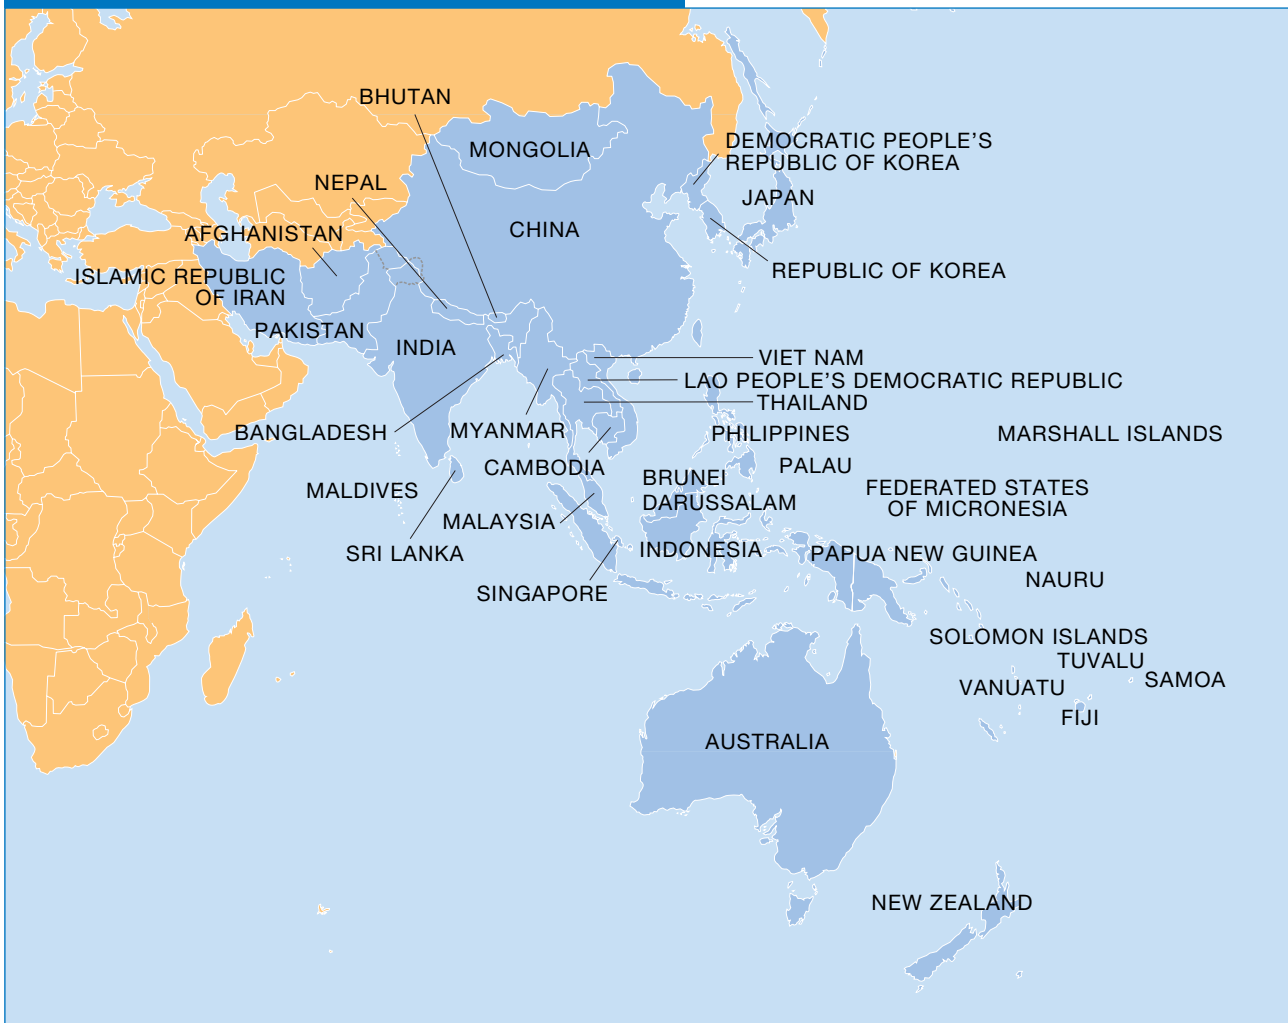 BHUTAN
DEMOCRATIC PEOPLE'S
REPUBLIC OF KOREA
MONGOLIA
NEPAL
JAPAN
CHINA
AFGHANISTAN
REPUBLIC OF KOREA
ISLAMIC REPUBLIC
OF IRAN
PAKISTAN
INDIA
VIET NAM
LAO PEOPLE'S DEMOCRATIC REPUBLIC
THAILAND
BANGLADESH
MYANMAR
PHILIPPINES
MARSHALL ISLANDS
CAMBODIA
PALAU
BRUNEI
DARUSSALAM
MALDIVES
FEDERATED STATES
OF MICRONESIA
MALAYSIA
SRI LANKA
INDONESIA
PAPUA NEW GUINEA
NAURU
SINGAPORE
SOLOMON ISLANDS
TUVALU
SAMOA
VANUATU
FIJI
AUSTRALIA
NEW ZEALAND